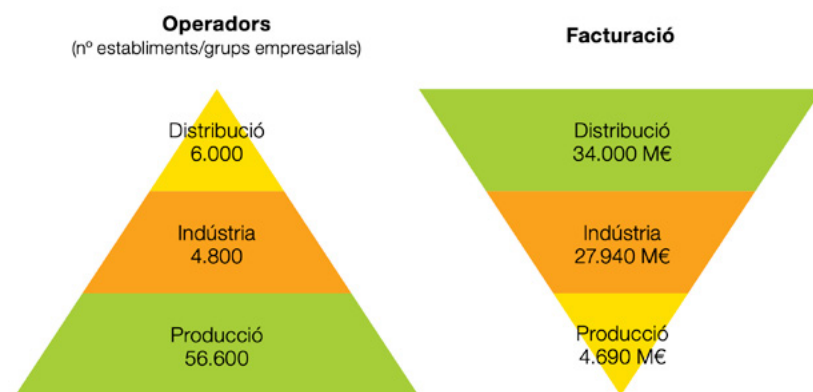 Operadors
(nº establiments/grups empresarials)
Distribució
6.000
Indústria
4.800
Producció
56.600
Facturació
Distribució
34.000 M€
Indústria
27.940 M€
Producció
4.690 M€